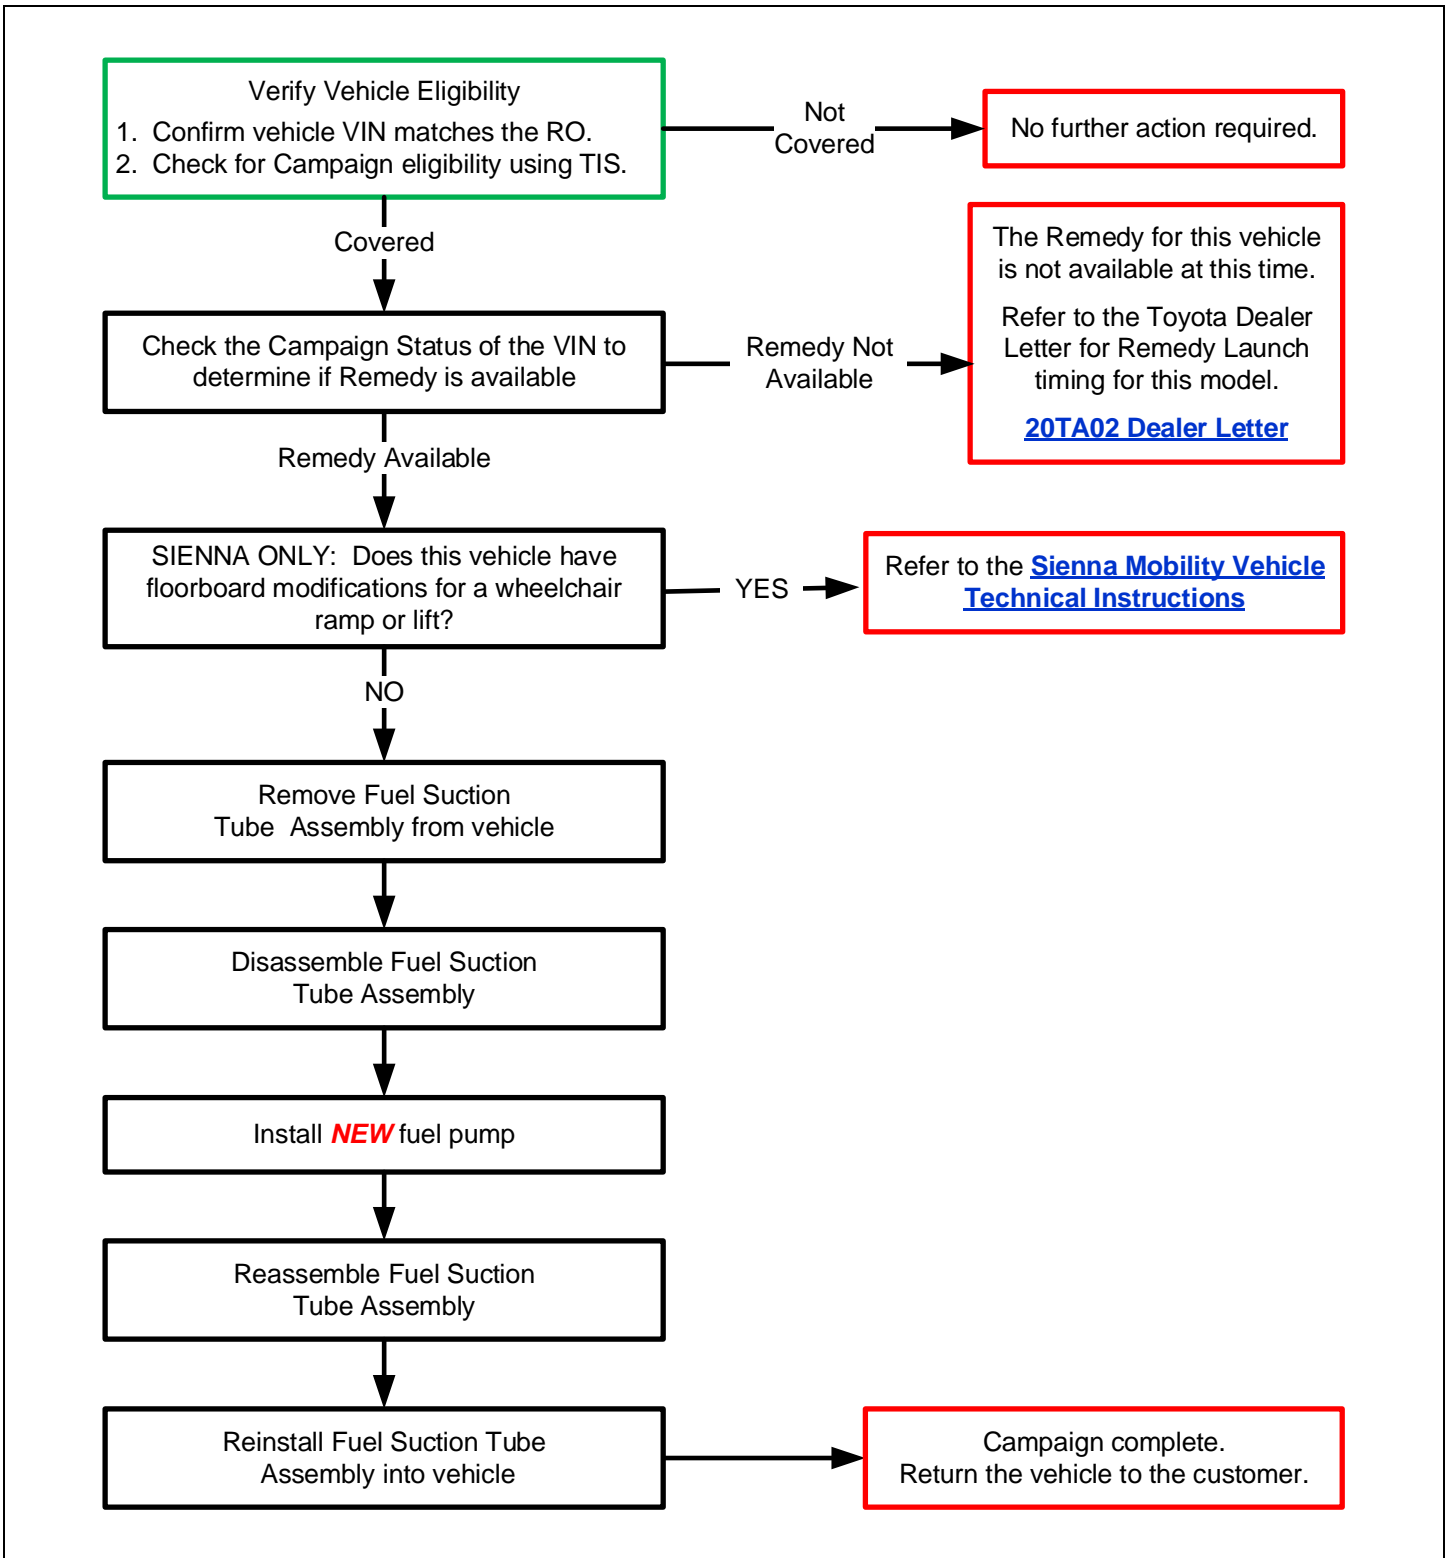 Verify Vehicle Eligibility
1. Confirm vehicle VIN matches the RO.
2. Check for Campaign eligibility using TIS.
Not
Covered
No further action required.
Covered
The Remedy for this vehicle
is not available at this time.
Refer to the Toyota Dealer
Letter for Remedy Launch
timing for this model.
20TA02 Dealer Letter
Check the Campaign Status of the VIN to
determine if Remedy is available
Remedy Not
Available
Remedy Available
SIENNA ONLY: Does this vehicle have
floorboard modifications for a wheelchair
ramp or lift?
YES
Refer to the Sienna Mobility Vehicle
Technical Instructions
NO
Remove Fuel Suction
Tube Assembly from vehicle
Disassemble Fuel Suction
Tube Assembly
Install NEW fuel pump
Reassemble Fuel Suction
Tube Assembly
Reinstall Fuel Suction Tube
Assembly into vehicle
Campaign complete.
Return the vehicle to the customer.